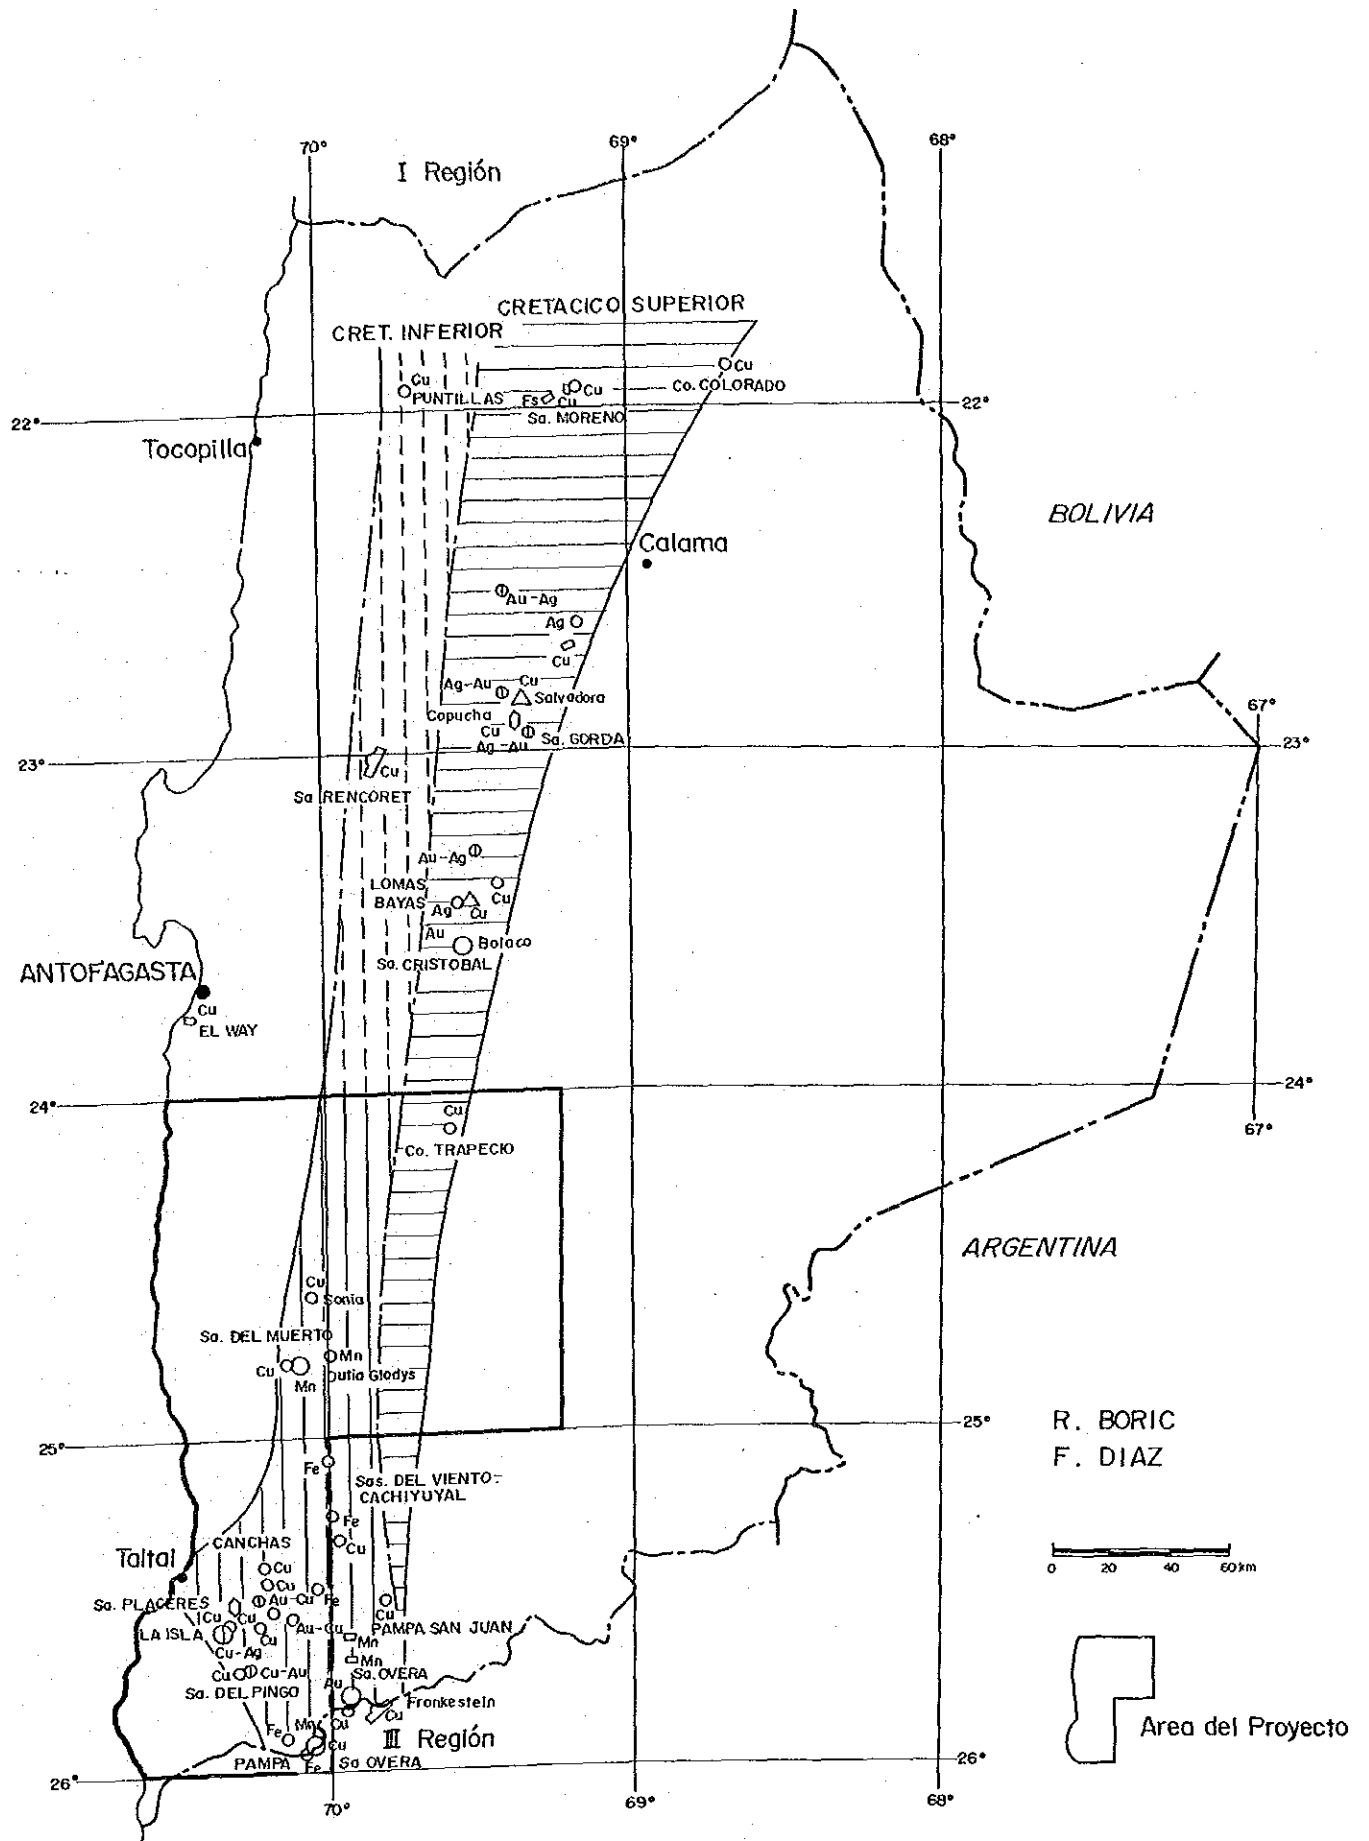 70°
69°
68°
I Región
CRETACICO SUPERIOR
CRET. INFERIOR
Cu
Cu
PUNTILLAS
Fs
Cu
Cu
Co. COLORADO
Sa. MORENO
22°
22°
Tocopilla
BOLIVIA
Calama
Au-Ag
Ag
Cu
Ag-Au
Cu
Salvadora
Capucha
Cu
Ag-Au
Sa. GORDA
67°
23°
23°
Cu
Sa. RENCORET
Au-Ag
LOMAS
BAYAS
Cu
Ag
Cu
Au
Bolaco
Sa. CRISTOBAL
ANTOFAGASTA
Cu
EL WAY
24°
24°
Cu
67°
Co. TRAPECIO
ARGENTINA
Cu
Sonia
Sa. DEL MUERTO
Mn
Cu
Mn
Dutia Gladys
25°
25°
R. BORIC
F. DIAZ
Fe
Sas. DEL VIENTO-
CACHIYUYAL
Fe
Cu
CANCHAS
Taltal
0 20 40 60 km
Cu
Cu
Sa. PLACERES
Au-Cu
Fe
Cu
Cu
Cu
LA ISLA
Cu
Au-Cu
PAMPA SAN JUAN
Mn
Cu-Ag
Cu
Cu-Au
Mn
Sa. OVERA
Sa. DEL PINGO
Au
Frankestein
Cu
Cu
Fe
Mn
III Región
Cu
PAMPA
Fe
Sa OVERA
Area del Proyecto
26°
26°
70°
69°
68°